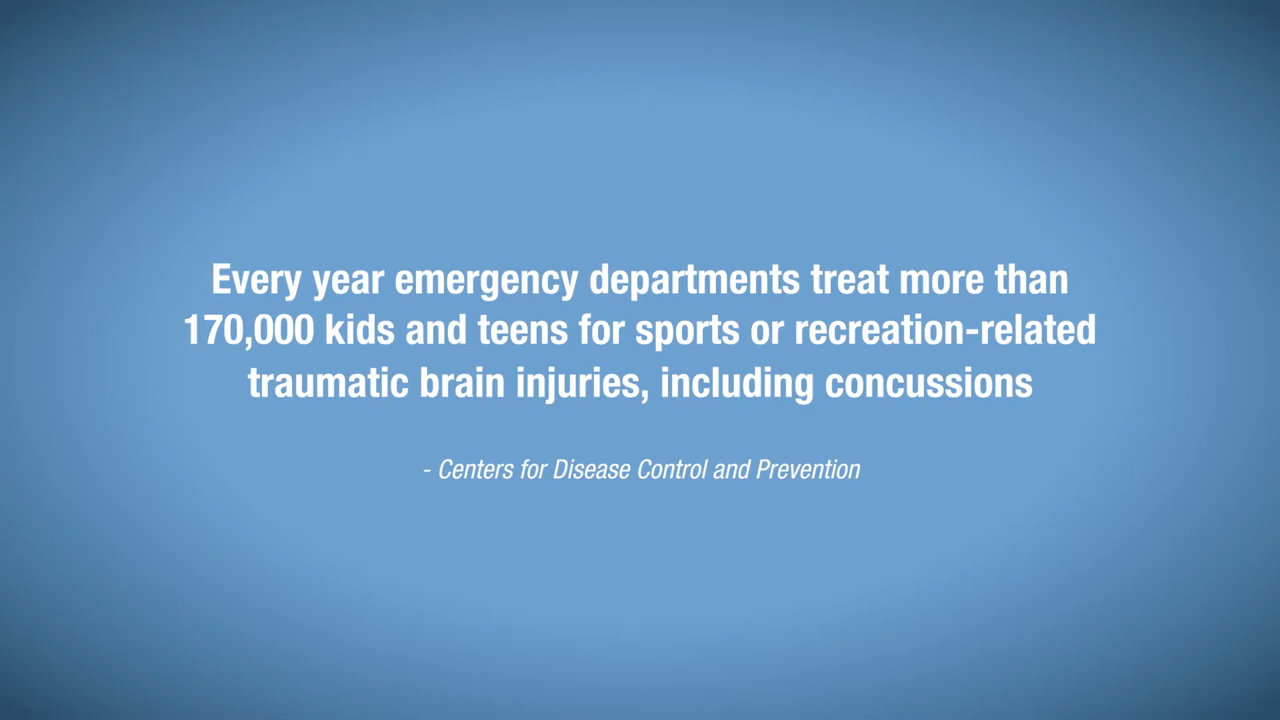 Every year emergency departments treat more than
170,000 kids and teens for sports or recreation-related
traumatic brain injuries, including concussions
- Centers for Disease Control and Prevention